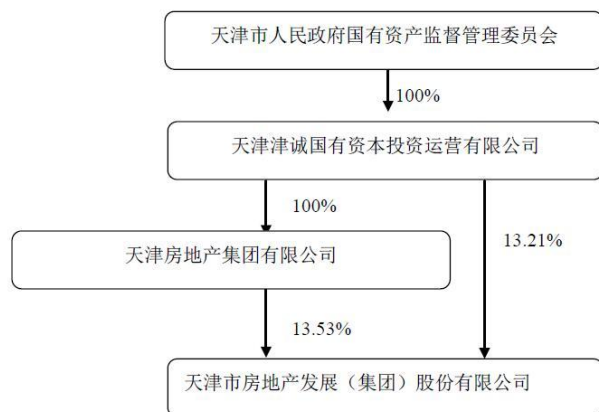 天津市人民政府国有资产监督管理委员会
100%
天津津诚国有资本投资运营有限公司
100%
13.21%
天津房地产集团有限公司
13.53%
天津市房地产发展（集团）股份有限公司